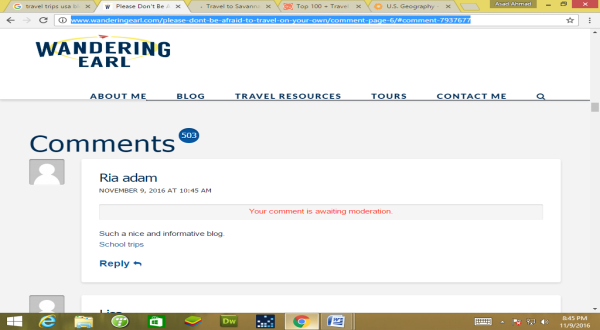 travel trips usa
Please Don't Be
Travel to Savann
Top 100 + Travel
U.S. Geography
Asad Ahmad
www.wanderingearl.com/please-dont-be-afraid-to-travel-on-your-own/comment-page-6/#comment-7937677
WANDERING
EARL
ABOUT ME BLOG TRAVEL RESOURCES TOURS CONTACT ME
Comments 503
Ria adam
NOVEMBER 9, 2016 AT 10:45 AM
Your comment is awaiting moderation.
Such a nice and informative blog.
School trips
Reply
Dw
8:45 PM
11/9/2016